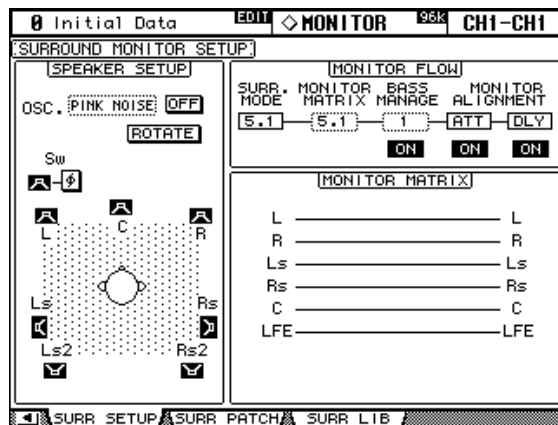 0 Initial Data EDIT ◇MONITOR 96k CH1-CH1
SURROUND MONITOR SETUP
SPEAKER SETUP
OSC. PINK NOISE OFF
ROTATE
Sw
Φ
L C R
Ls Rs
Ls2 Rs2
MONITOR FLOW
SURR. MODE MONITOR MATRIX BASS MANAGE MONITOR ALIGNMENT
5.1 5.1 1 ATT DLY
ON ON ON
MONITOR MATRIX
L L
R R
Ls Ls
Rs Rs
C C
LFE LFE
SURR SETUP SURR PATCH SURR LIB